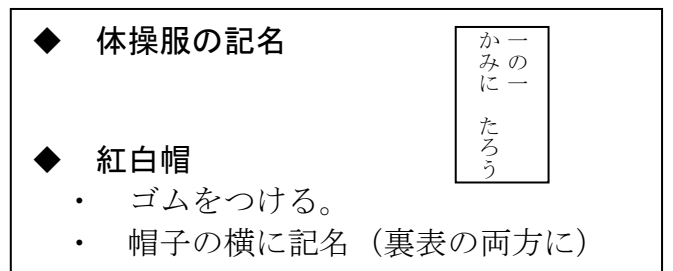 ◆ 体操服の記名
一の一
かみに たろう
◆ 紅白帽
・ ゴムをつける。
・ 帽子の横に記名（裏表の両方に）